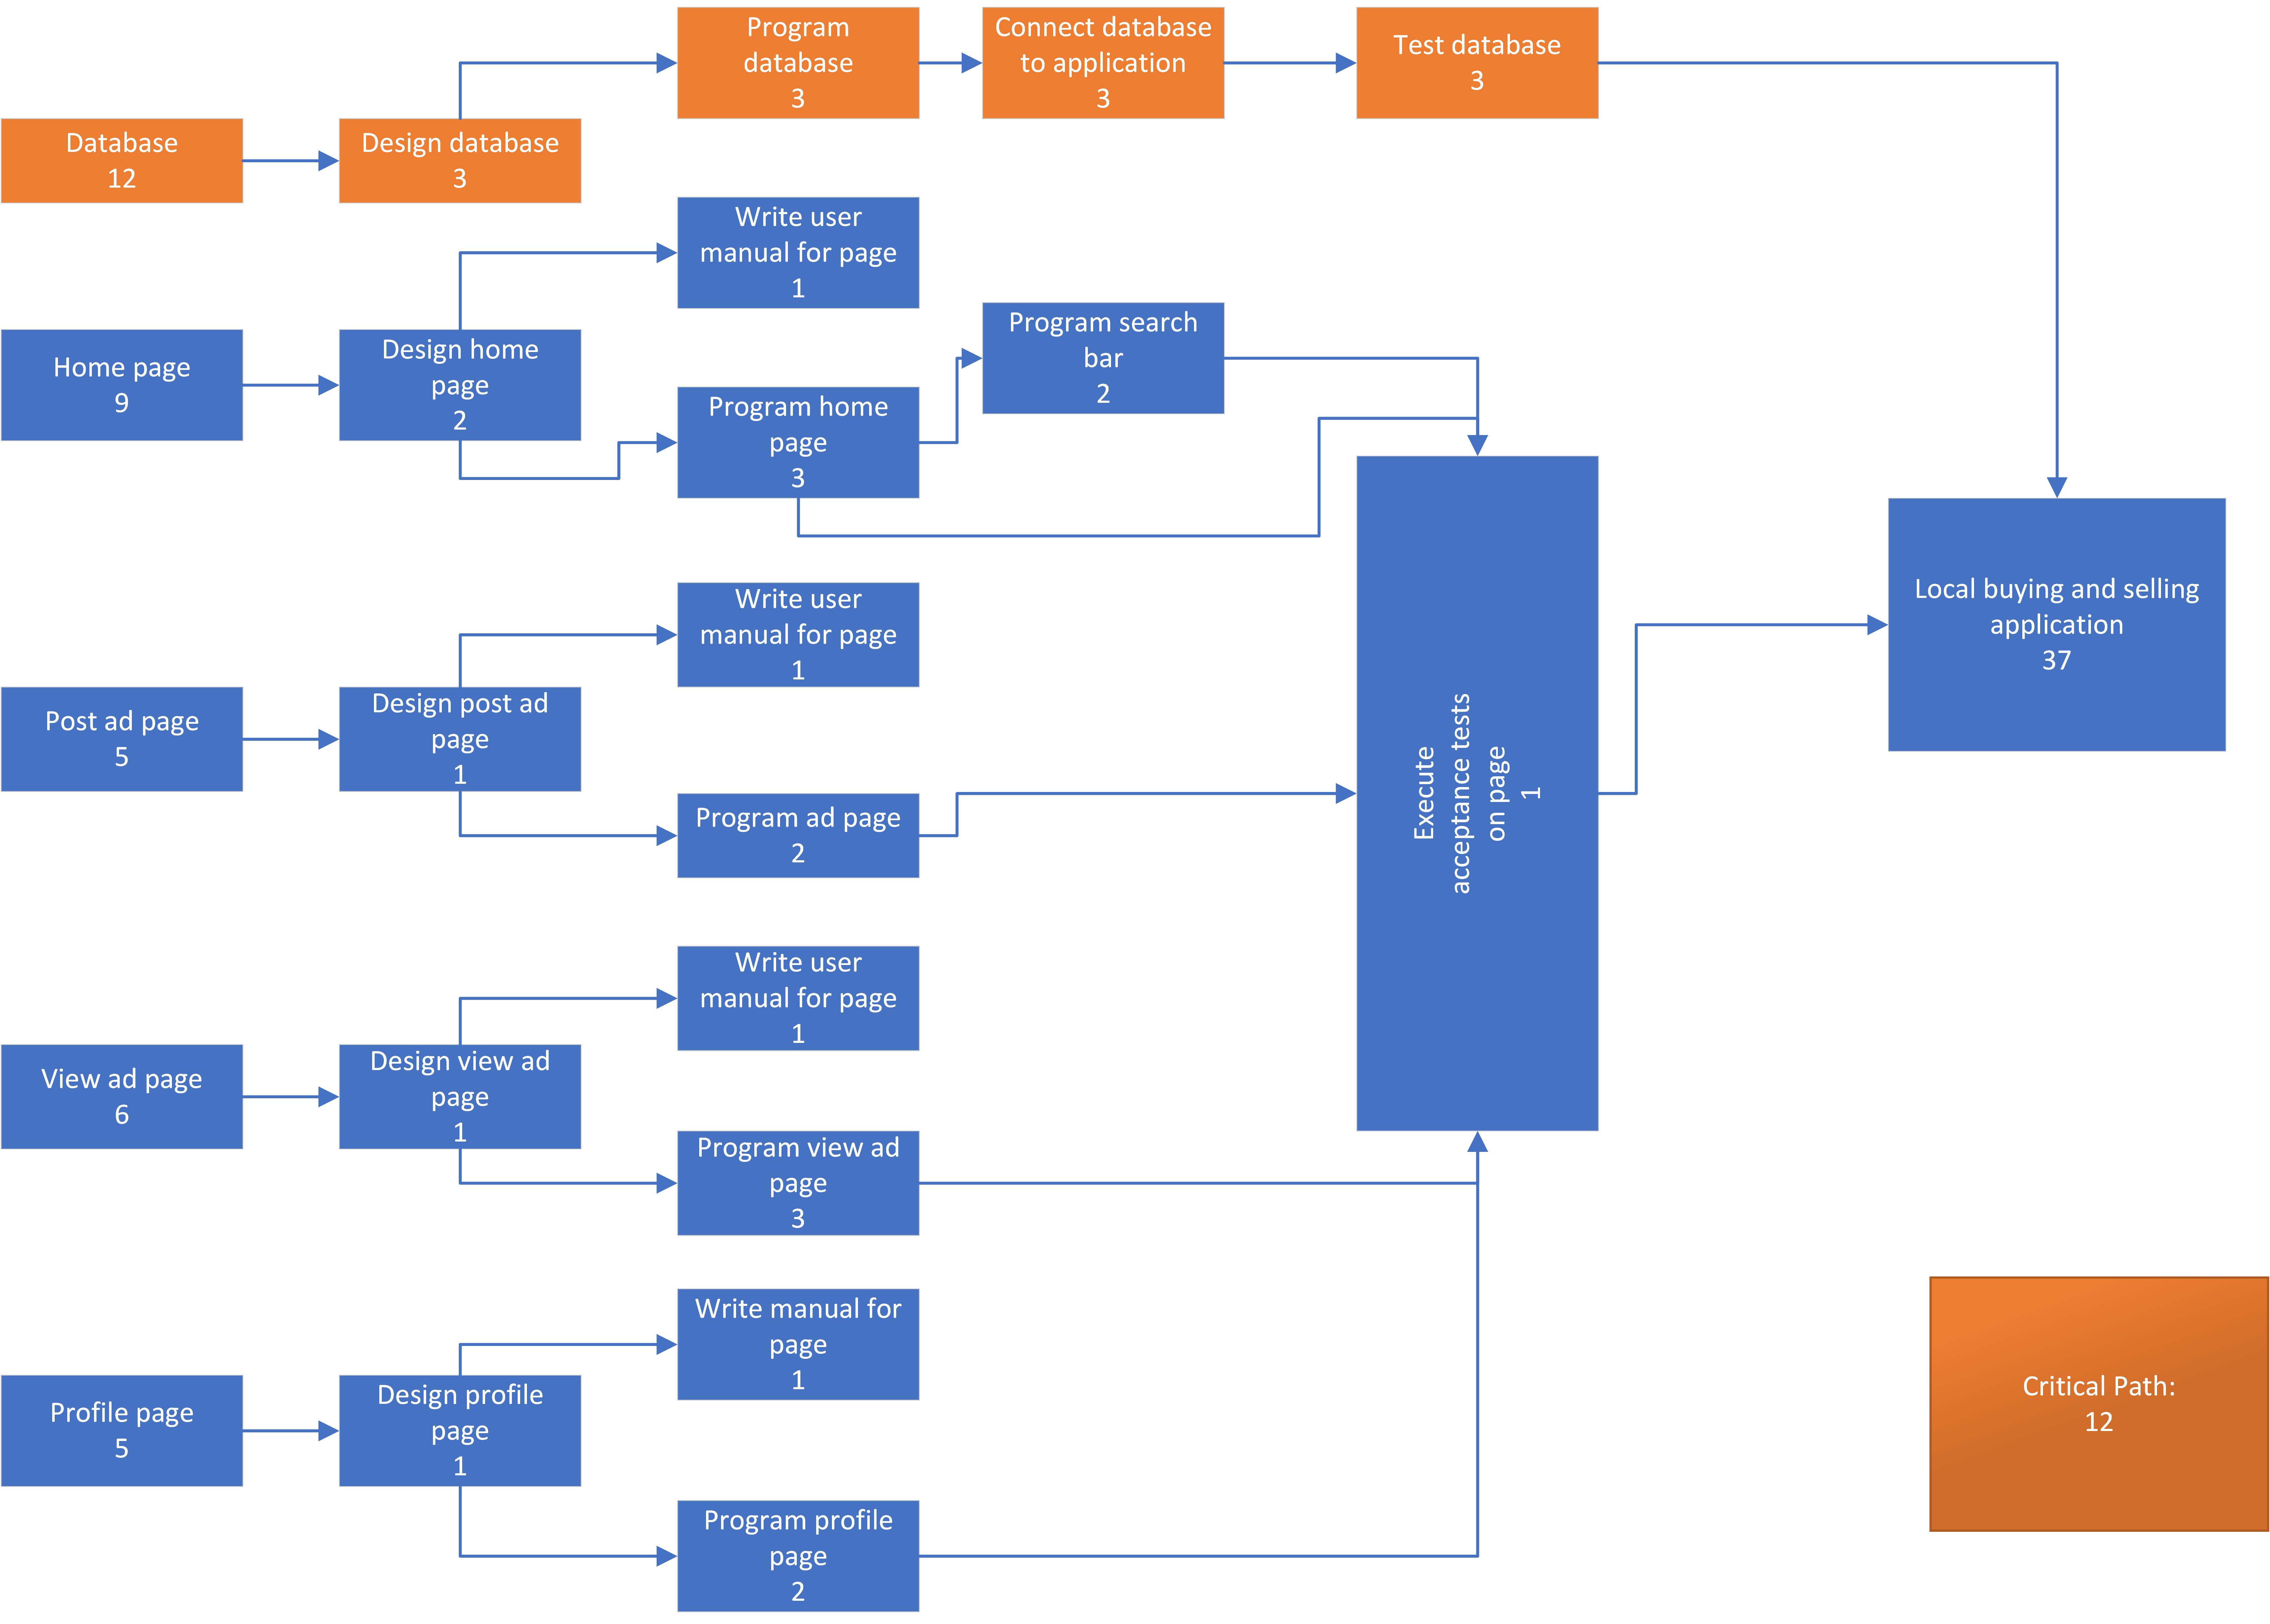 Program
database
3
Connect database
to application
3
Test database
3
Database
12
Design database
3
Write user
manual for page
1
Home page
9
Design home
page
2
Program search
bar
2
Program home
page
3
Write user
manual for page
1
Post ad page
5
Design post ad
page
1
Program ad page
2
Execute
acceptance tests
on page
1
Local buying and selling
application
37
Write user
manual for page
1
View ad page
6
Design view ad
page
1
Program view ad
page
3
Write manual for
page
1
Profile page
5
Design profile
page
1
Program profile
page
2
Critical Path:
12